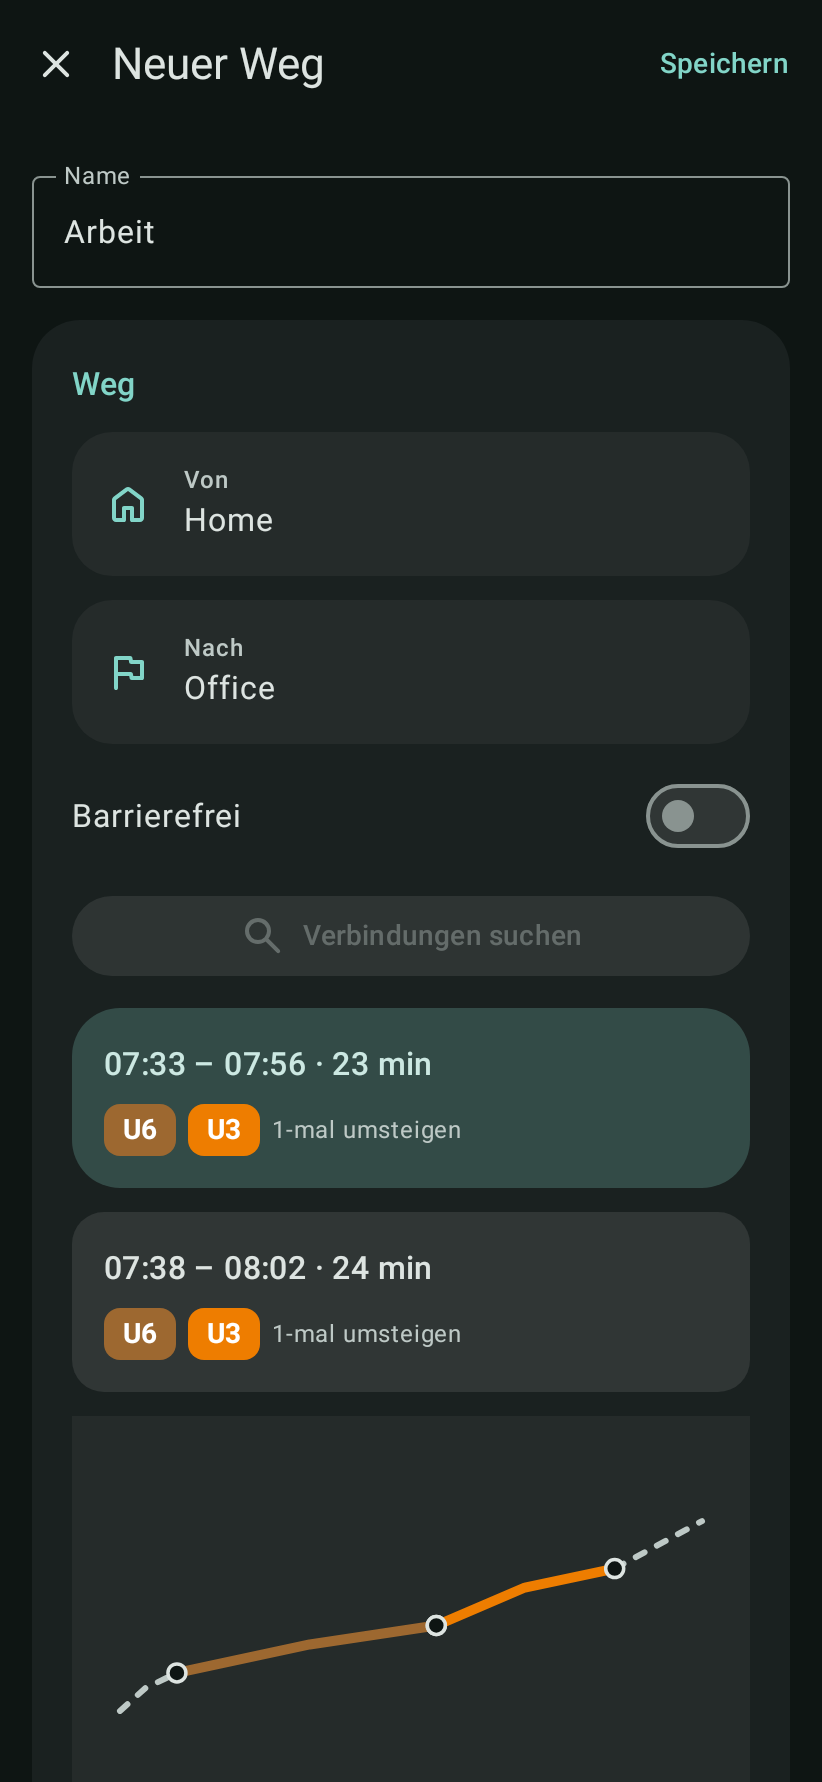 Neuer Weg
Speichern
Name
Arbeit
Weg
Von
Home
Nach
Office
Barrierefrei
Verbindungen suchen
07:33 – 07:56 · 23 min
U6 U3 1-mal umsteigen
07:38 – 08:02 · 24 min
U6 U3 1-mal umsteigen